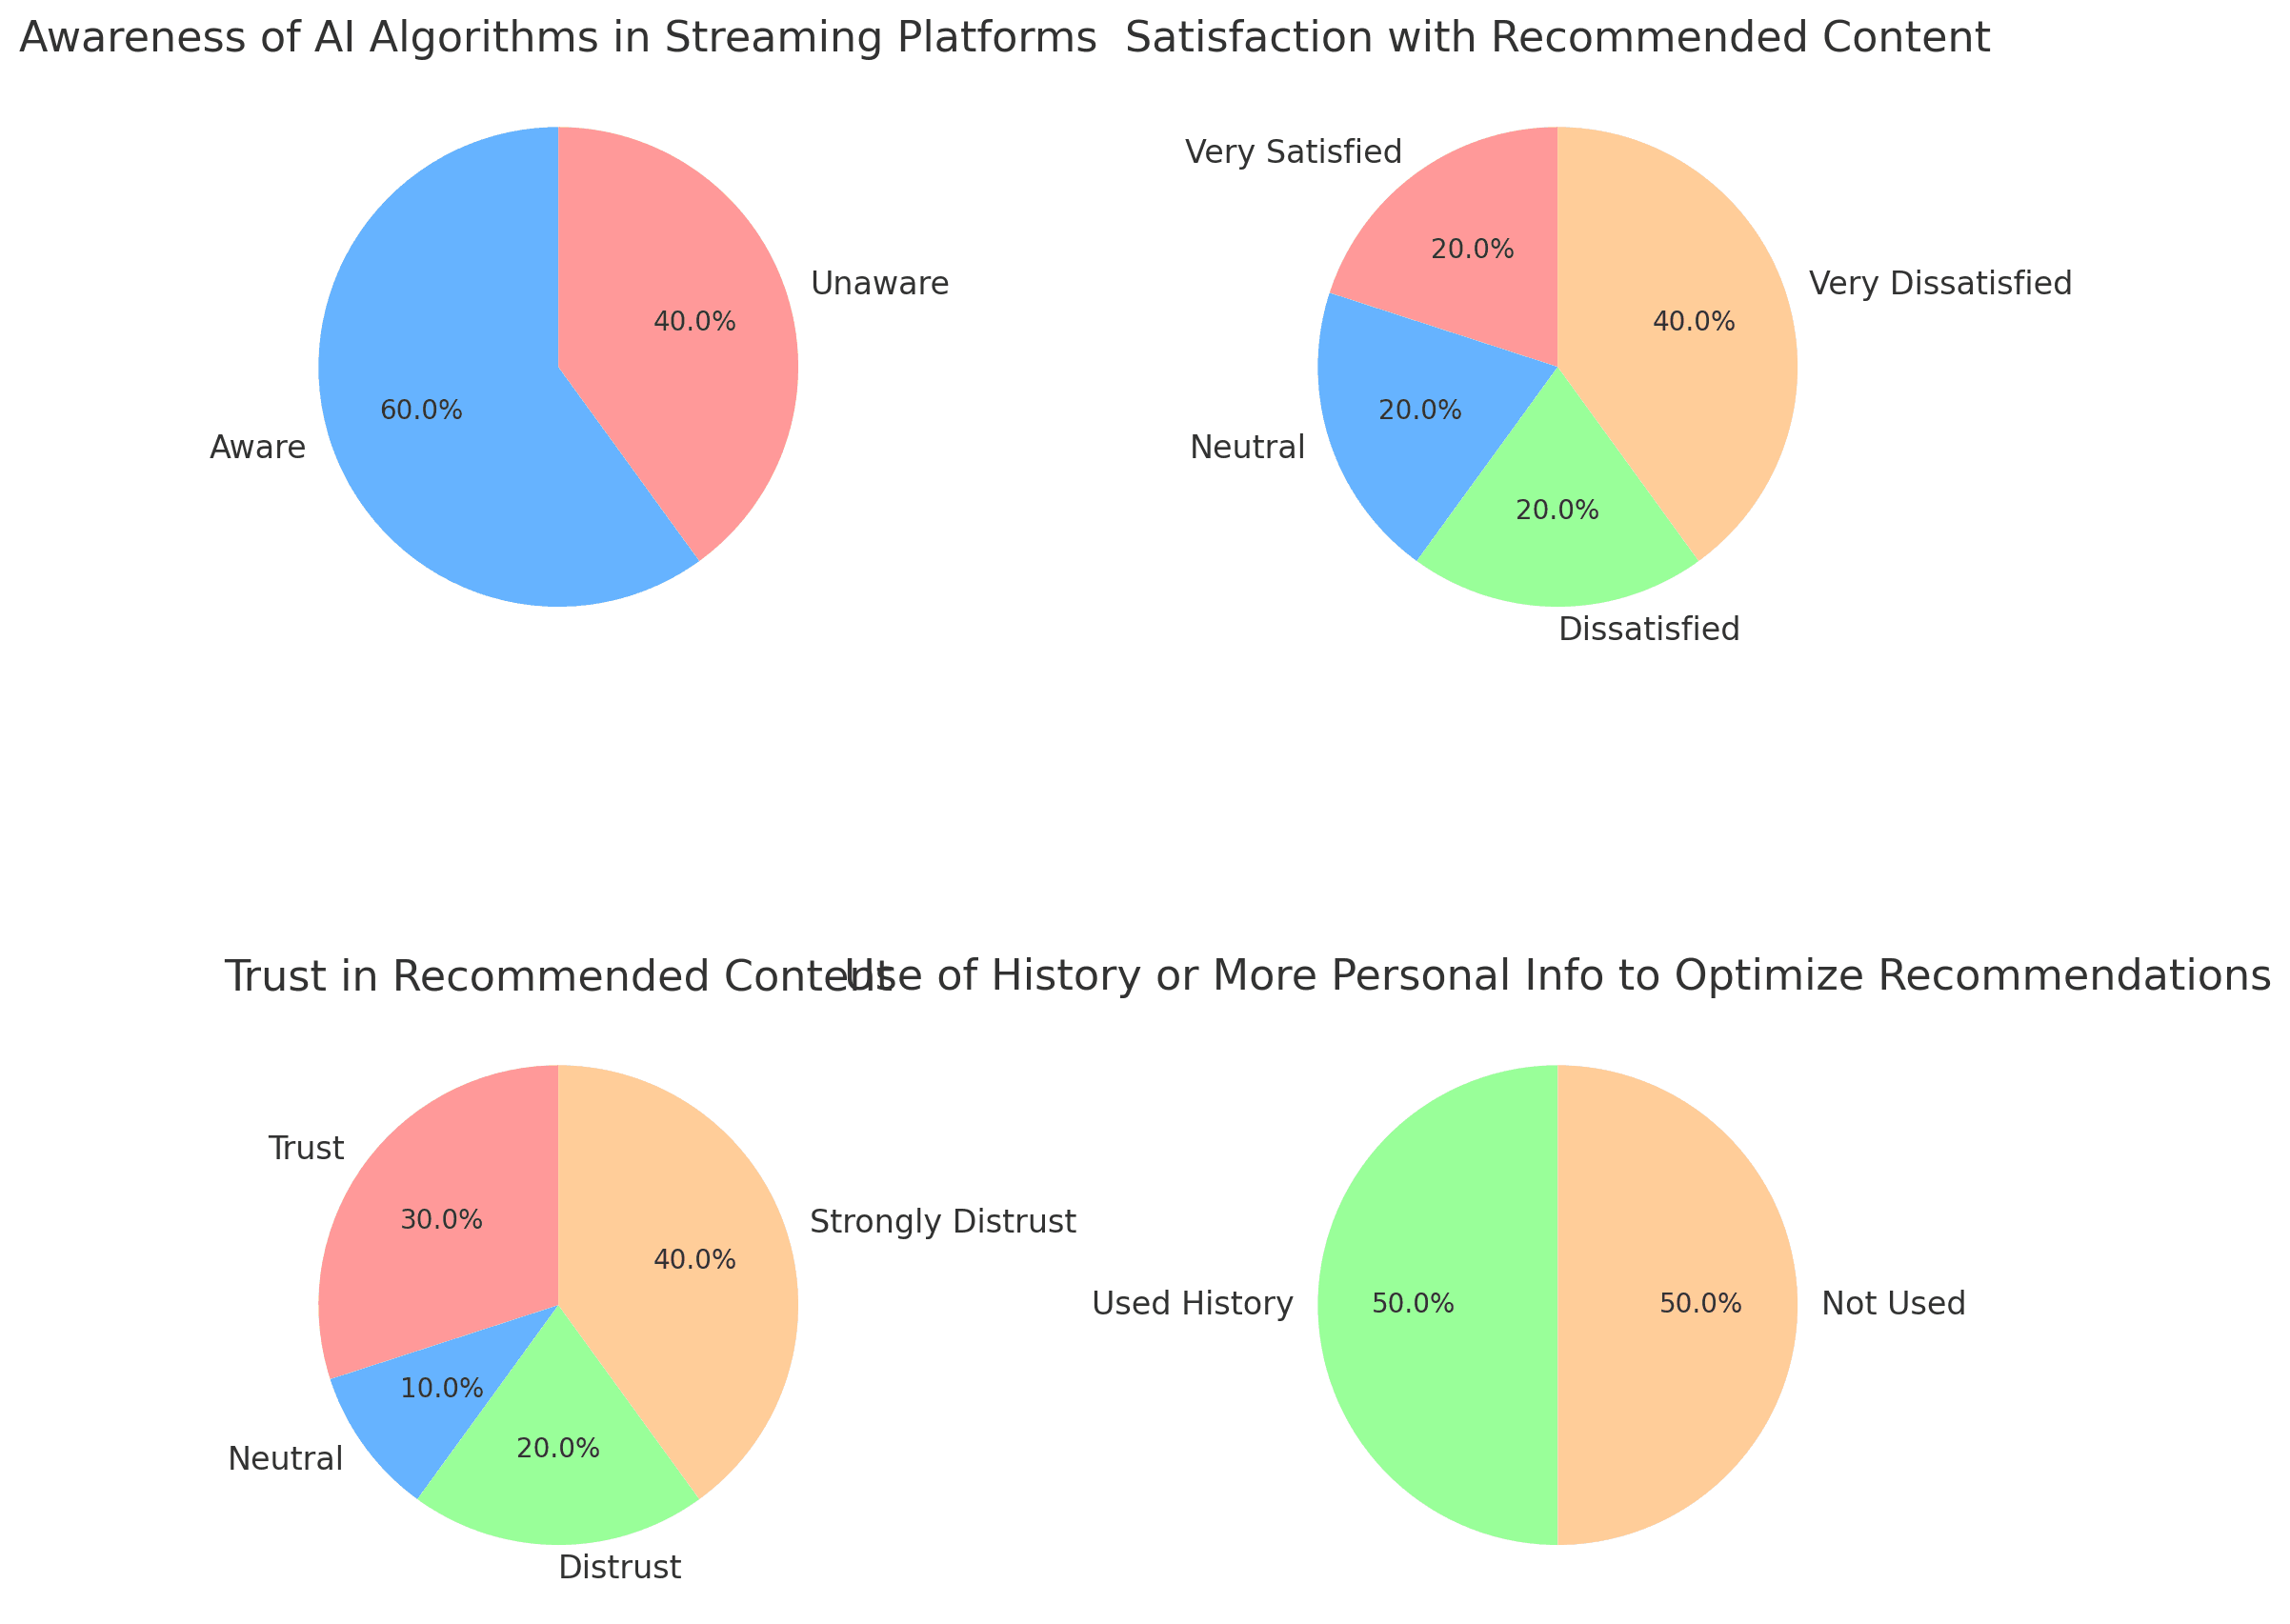 Awareness of AI Algorithms in Streaming Platforms
Unaware
40.0%
60.0%
Aware
Satisfaction with Recommended Content
Very Satisfied
20.0%
Very Dissatisfied
40.0%
20.0%
Neutral
20.0%
Dissatisfied
Trust in Recommended Content
Trust
30.0%
Strongly Distrust
40.0%
10.0%
Neutral
20.0%
Distrust
Use of History or More Personal Info to Optimize Recommendations
Used History
50.0%
50.0%
Not Used